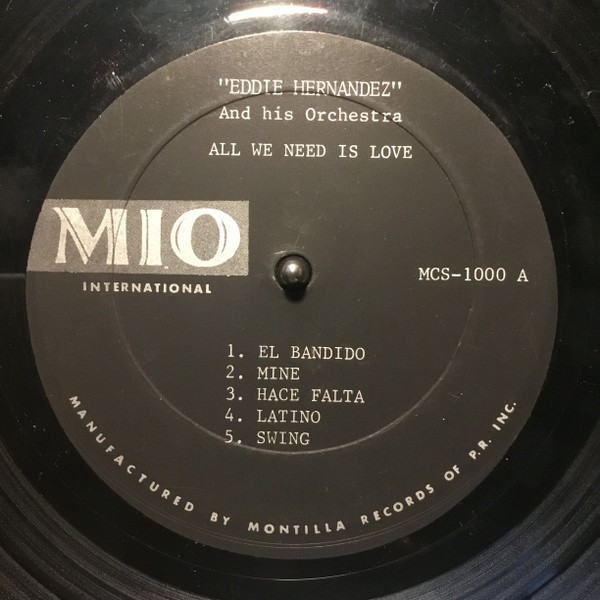 "EDDIE HERNANDEZ"
And his Orchestra
ALL WE NEED IS LOVE
MIO
INTERNATIONAL
MCS-1000 A
1. EL BANDIDO
2. MINE
3. HACE FALTA
4. LATINO
5. SWING
MANUFACTURED BY MONTILLA RECORDS OF P.R. INC.